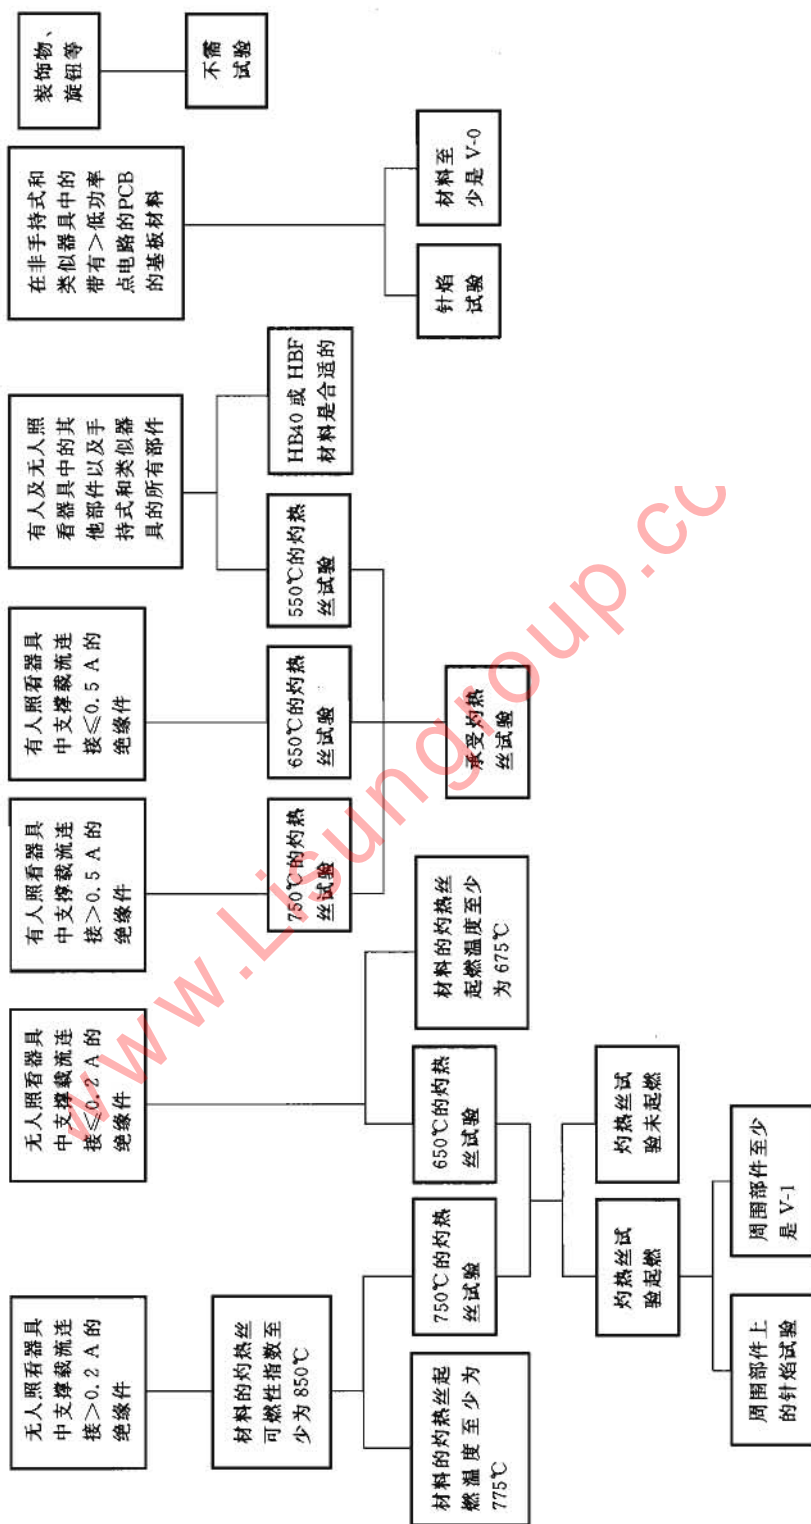 无人照看器具
中支撑载流连
接＞0.2 A 的
绝缘件
无人照看器具
中支撑载流连
接≤0.2 A 的
绝缘件
有人照看器具
中支撑载流连
接＞0.5 A 的
绝缘件
有人照看器具
中支撑载流连
接≤0.5 A 的
绝缘件
有人及无人照
看器具中的其
他部件以及手
持式和类似器
具的所有部件
在非手持式和
类似器具中的
带有＞低功率
点电路的PCB
的基板材料
装饰物、
旋钮等
材料的灼热丝
可燃性指数至
少为 850℃
750℃的灼热
丝试验
650℃的灼热
丝试验
550℃的灼热
丝试验
HB40 或 HBF
材料是合适的
不需
试验
材料的灼热丝起
燃温度至少为
775℃
750℃的灼热
丝试验
650℃的灼热
丝试验
材料的灼热丝
起燃温度至少
为 675℃
承受灼热
丝试验
针焰
试验
材料至
少是 V-0
灼热丝试
验起燃
灼热丝试
验未起燃
周围部件上
的针焰试验
周围部件至少
是 V-1
www.Lisungroup.co